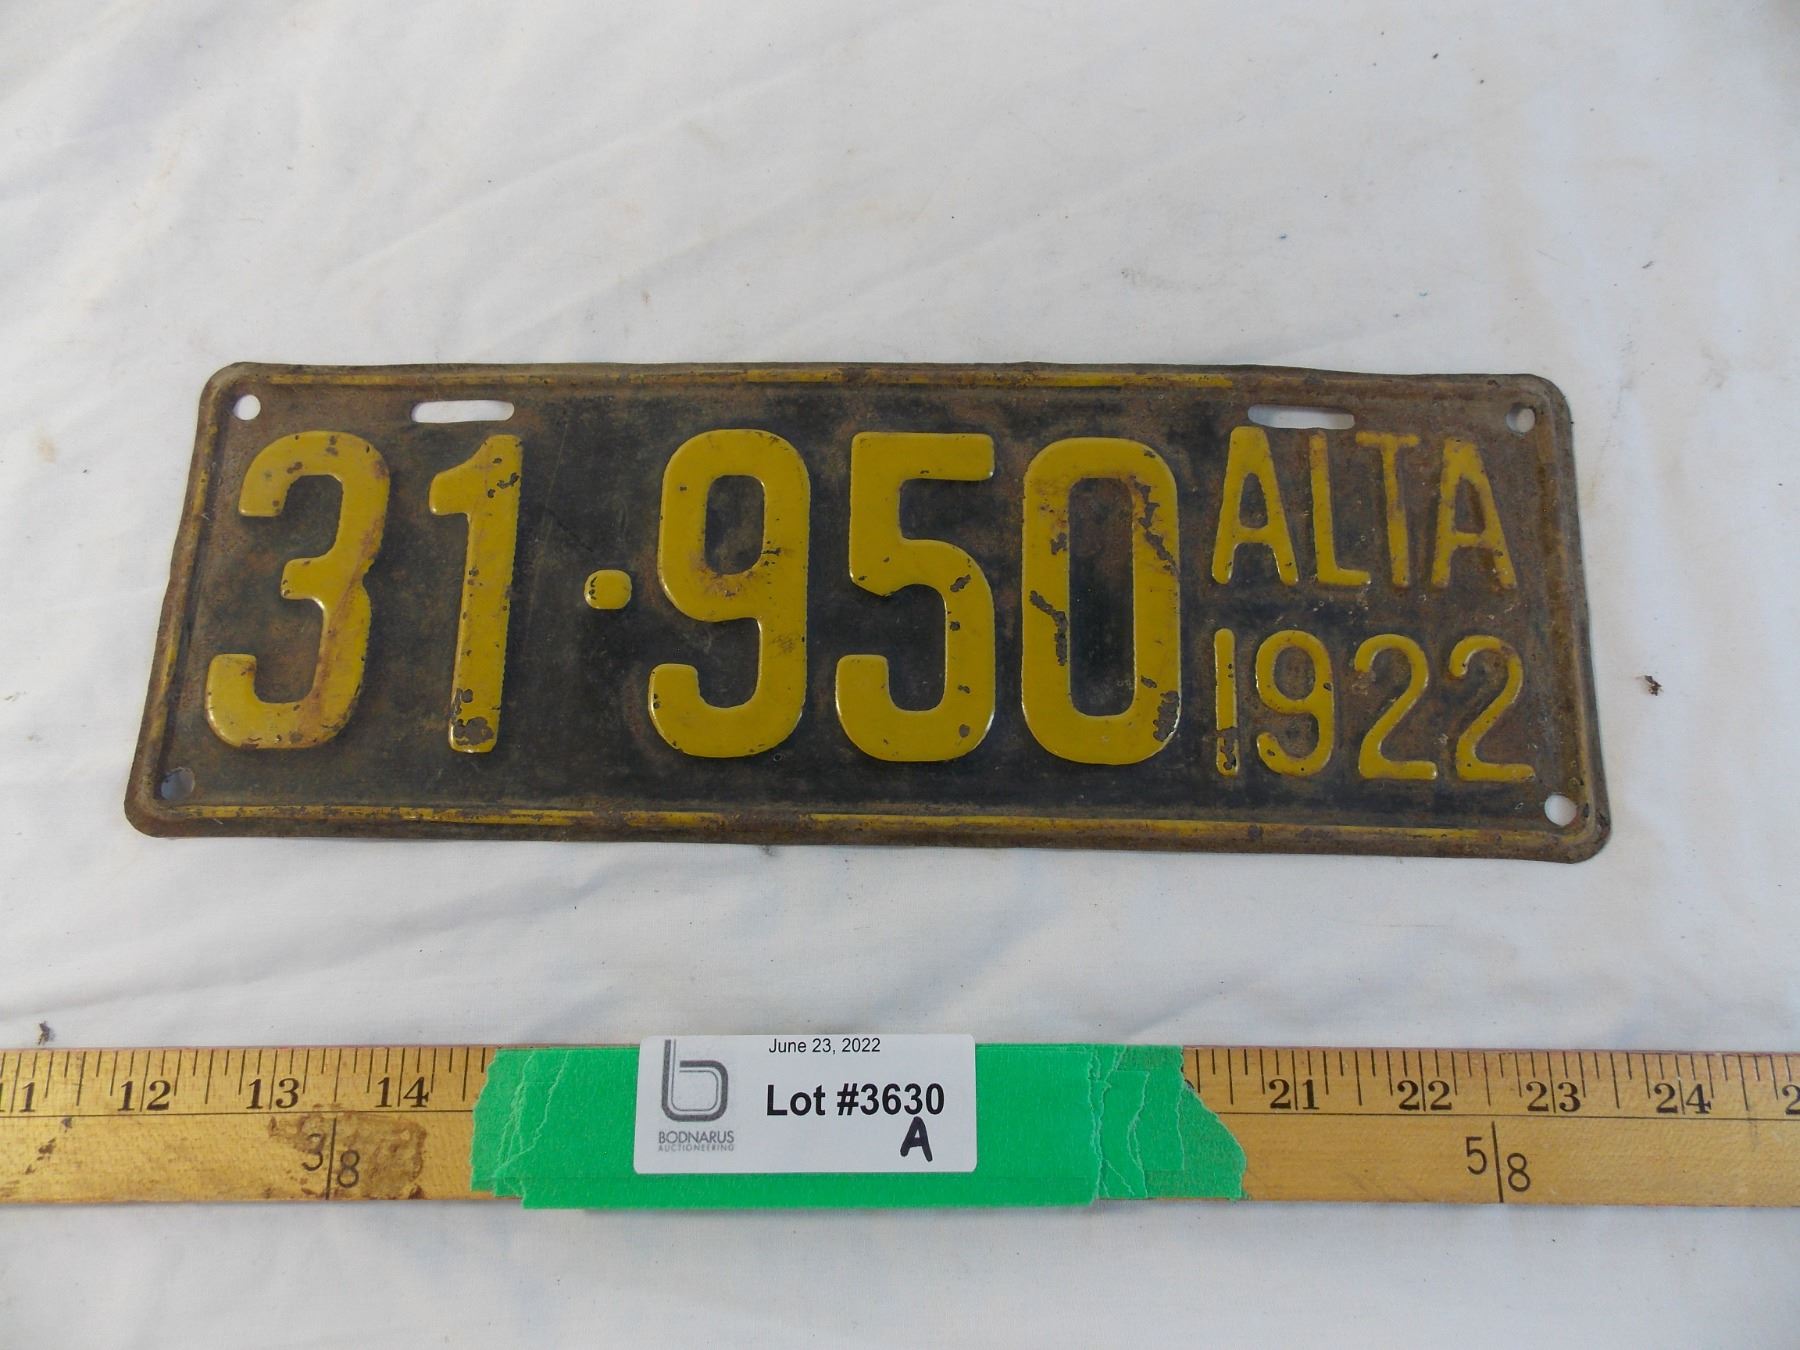 31·950
ALTA
1922
June 23, 2022
Lot #3630
A
b
BODNARUS
AUCTIONEERING
11 12 13 14 21 22 23 24 2
3/8 5/8